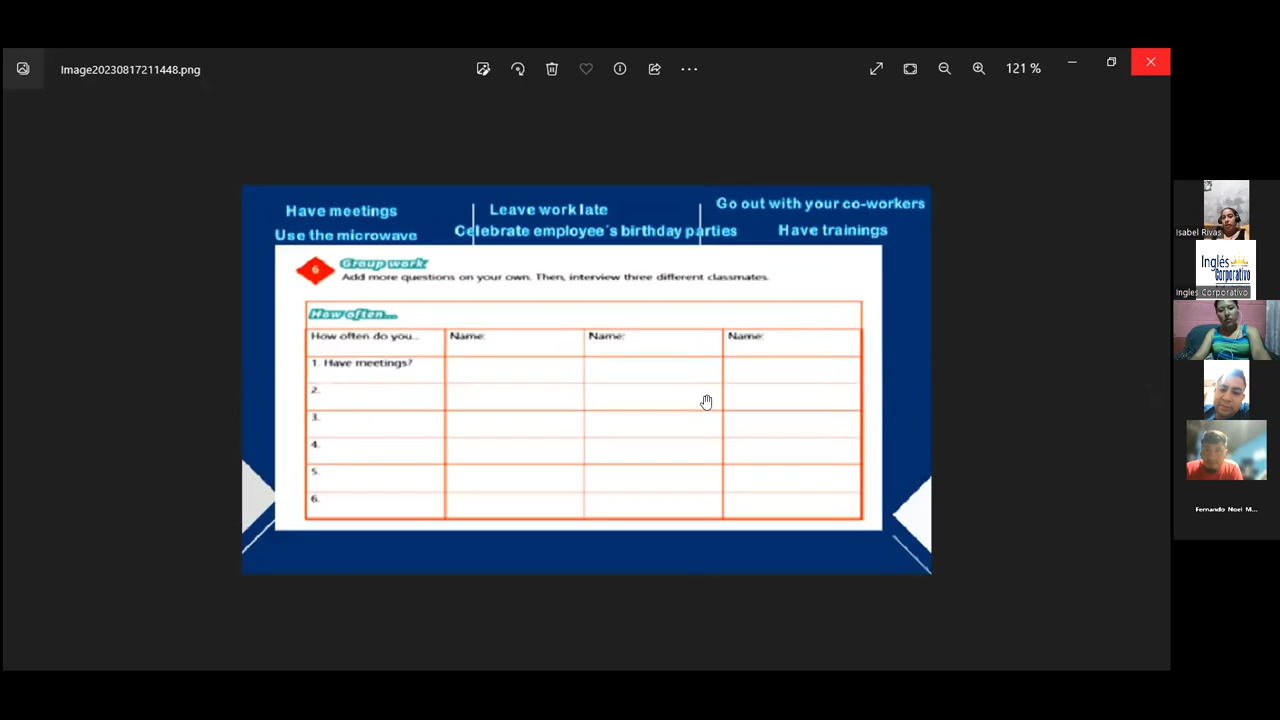 Image20230817211448.png
121 %
Have meetings
Leave work late
Go out with your co-workers
Use the microwave
Celebrate employee´s birthday parties
Have trainings
6
Group work
Add more questions on your own. Then, interview three different classmates.
How often...
How often do you... Name: Name: Name:
1. Have meetings?
2.
3.
4.
5.
6.
Isabel Rivas
Inglés
Corporativo
Ingles Corporativo
Fernando Noel M...